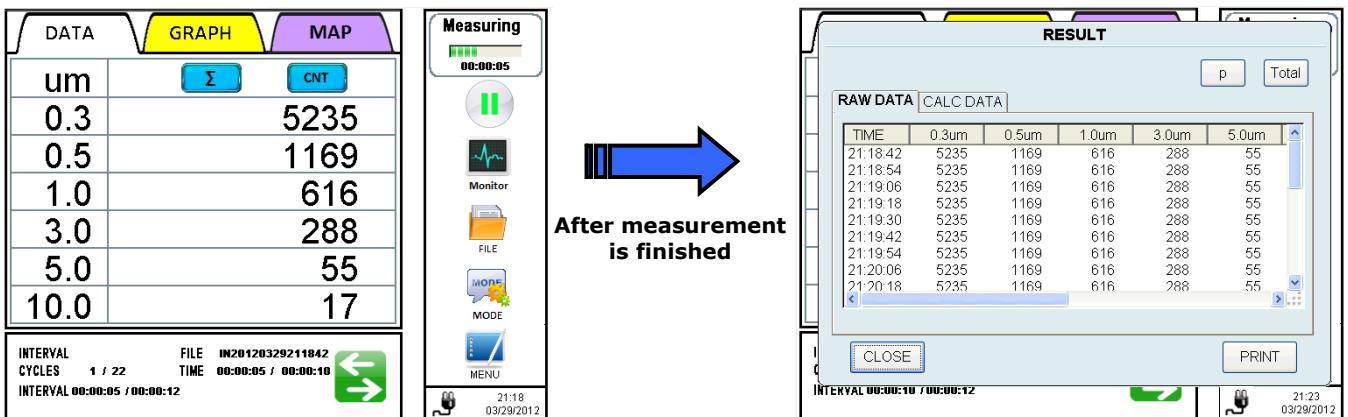 DATA GRAPH MAP
um Σ CNT
0.3 5235
0.5 1169
1.0 616
3.0 288
5.0 55
10.0 17
INTERVAL FILE IN20120329211842
CYCLES 1 / 22 TIME 00:00:05 / 00:00:10
INTERVAL 00:00:05 / 00:00:12
Measuring
00:00:05
Monitor
FILE
MODE
MODE
MENU
21:18
03/29/2012
After measurement
is finished
RESULT
p Total
RAW DATA CALC DATA
TIME 0.3um 0.5um 1.0um 3.0um 5.0um
21:18:42 5235 1169 616 288 55
21:18:54 5235 1169 616 288 55
21:19:06 5235 1169 616 288 55
21:19:18 5235 1169 616 288 55
21:19:30 5235 1169 616 288 55
21:19:42 5235 1169 616 288 55
21:19:54 5235 1169 616 288 55
21:20:06 5235 1169 616 288 55
21:20:18 5235 1169 616 288 55
CLOSE PRINT
INTERVAL 00:00:10 / 00:00:12
21:23
03/29/2012